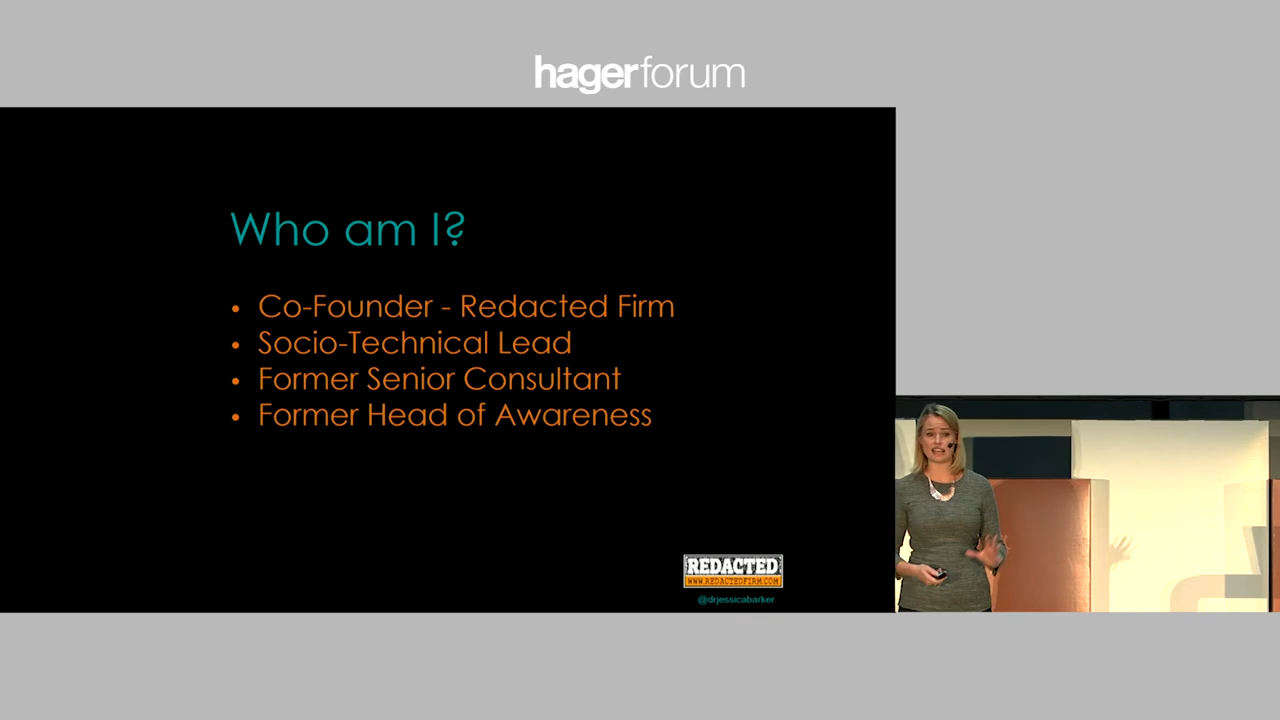 hagerforum
Who am I?
• Co-Founder - Redacted Firm
• Socio-Technical Lead
• Former Senior Consultant
• Former Head of Awareness
REDACTED
WWW.REDACTEDFIRM.COM
@drjessicabarker